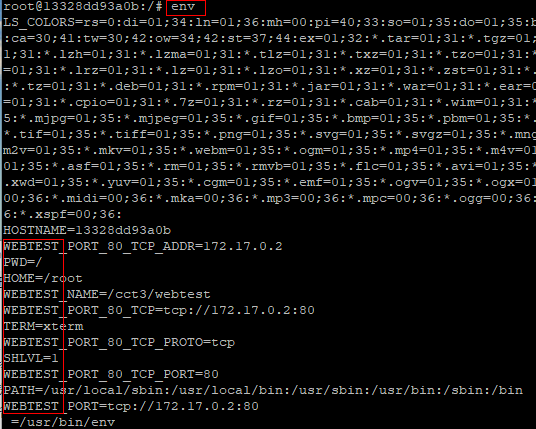 root@13328dd93a0b:/# env
LS_COLORS=rs=0:di=01;34:ln=01;36:mh=00:pi=40;33:so=01;35:do=01;35:b
:ca=30;41:tw=30;42:ow=34;42:st=37;44:ex=01;32:*.tar=01;31:*.tgz=01;
1;31:*.lzh=01;31:*.lzma=01;31:*.tlz=01;31:*.txz=01;31:*.tzo=01;31:*
=01;31:*.lrz=01;31:*.lz=01;31:*.lzo=01;31:*.xz=01;31:*.zst=01;31:*.
:*.tz=01;31:*.deb=01;31:*.rpm=01;31:*.jar=01;31:*.war=01;31:*.ear=0
=01;31:*.cpio=01;31:*.7z=01;31:*.rz=01;31:*.cab=01;31:*.wim=01;31:*
5:*.mjpg=01;35:*.mjpeg=01;35:*.gif=01;35:*.bmp=01;35:*.pbm=01;35:*.
*.tif=01;35:*.tiff=01;35:*.png=01;35:*.svg=01;35:*.svgz=01;35:*.mng
m2v=01;35:*.mkv=01;35:*.webm=01;35:*.ogm=01;35:*.mp4=01;35:*.m4v=01
01;35:*.asf=01;35:*.rm=01;35:*.rmvb=01;35:*.flc=01;35:*.avi=01;35:*
.xwd=01;35:*.yuv=01;35:*.cgm=01;35:*.emf=01;35:*.ogv=01;35:*.ogx=01
00;36:*.midi=00;36:*.mka=00;36:*.mp3=00;36:*.mpc=00;36:*.ogg=00;36:
6:*.xspf=00;36:
HOSTNAME=13328dd93a0b
WEBTEST_PORT_80_TCP_ADDR=172.17.0.2
PWD=/
HOME=/root
WEBTEST_NAME=/cct3/webtest
WEBTEST_PORT_80_TCP=tcp://172.17.0.2:80
TERM=xterm
WEBTEST_PORT_80_TCP_PROTO=tcp
SHLVL=1
WEBTEST_PORT_80_TCP_PORT=80
PATH=/usr/local/sbin:/usr/local/bin:/usr/sbin:/usr/bin:/sbin:/bin
WEBTEST_PORT=tcp://172.17.0.2:80
=/usr/bin/env